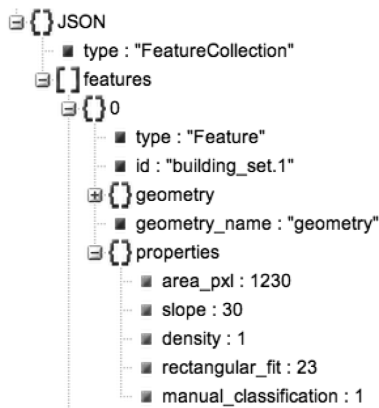 {} JSON
type : "FeatureCollection"
[] features
{} 0
type : "Feature"
id : "building_set.1"
{} geometry
geometry_name : "geometry"
{} properties
area_pxl : 1230
slope : 30
density : 1
rectangular_fit : 23
manual_classification : 1